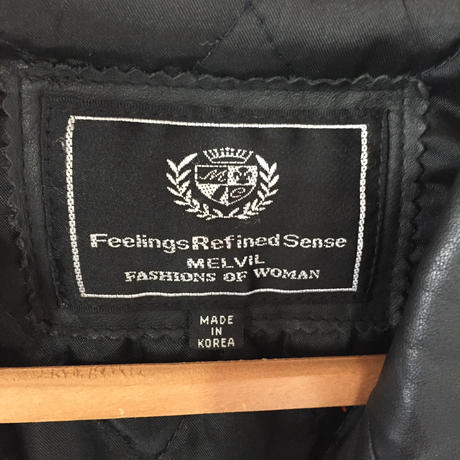 M
C
Feelings Refined Sense
MELVIL
FASHIONS OF WOMAN
MADE
IN
KOREA